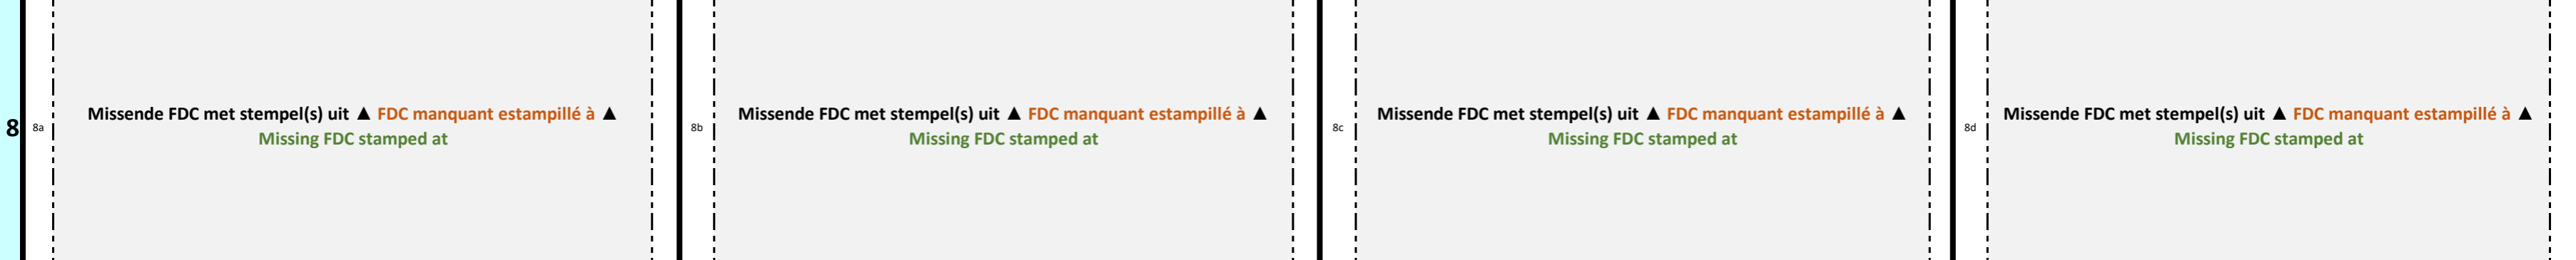 8
8a
Missende FDC met stempel(s) uit ▲ FDC manquant estampillé à ▲
Missing FDC stamped at
8b
Missende FDC met stempel(s) uit ▲ FDC manquant estampillé à ▲
Missing FDC stamped at
8c
Missende FDC met stempel(s) uit ▲ FDC manquant estampillé à ▲
Missing FDC stamped at
8d
Missende FDC met stempel(s) uit ▲ FDC manquant estampillé à ▲
Missing FDC stamped at